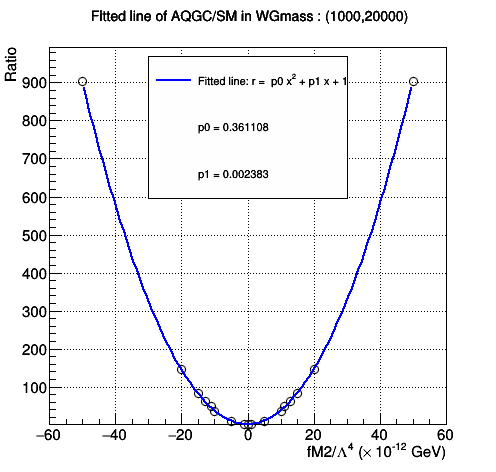 FItted line of AQGC/SM in WGmass : (1000,20000)
Ratio
Fitted line: r = p0 x² + p1 x + 1
p0 = 0.361108
p1 = 0.002383
900
800
700
600
500
400
300
200
100
−60 −40 −20 0 20 40 60
fM2/Λ⁴ (× 10⁻¹² GeV)